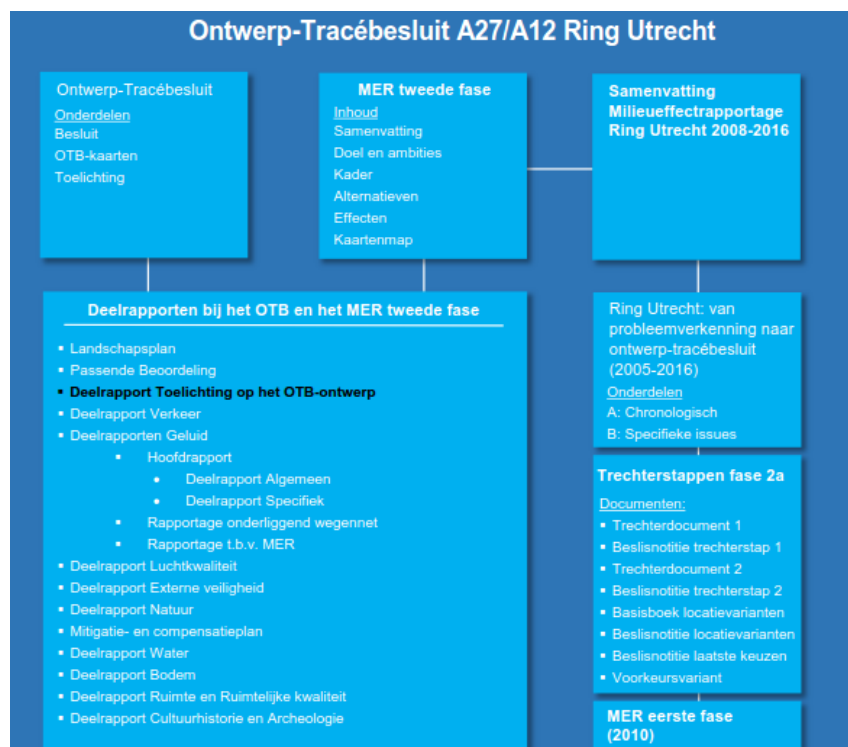 Ontwerp-Tracébesluit A27/A12 Ring Utrecht
Ontwerp-Tracébesluit
Onderdelen
Besluit
OTB-kaarten
Toelichting
MER tweede fase
Inhoud
Samenvatting
Doel en ambities
Kader
Alternatieven
Effecten
Kaartenmap
Samenvatting
Milieueffectrapportage
Ring Utrecht 2008-2016
Deelrapporten bij het OTB en het MER tweede fase
▪ Landschapsplan
▪ Passende Beoordeling
▪ Deelrapport Toelichting op het OTB-ontwerp
▪ Deelrapport Verkeer
▪ Deelrapporten Geluid
▪ Hoofdrapport
• Deelrapport Algemeen
• Deelrapport Specifiek
▪ Rapportage onderliggend wegennet
▪ Rapportage t.b.v. MER
▪ Deelrapport Luchtkwaliteit
▪ Deelrapport Externe veiligheid
▪ Deelrapport Natuur
▪ Mitigatie- en compensatieplan
▪ Deelrapport Water
▪ Deelrapport Bodem
▪ Deelrapport Ruimte en Ruimtelijke kwaliteit
▪ Deelrapport Cultuurhistorie en Archeologie
Ring Utrecht: van
probleemverkenning naar
ontwerp-tracébesluit
(2005-2016)
Onderdelen
A: Chronologisch
B: Specifieke issues
Trechterstappen fase 2a
Documenten:
▪ Trechterdocument 1
▪ Beslisnotitie trechterstap 1
▪ Trechterdocument 2
▪ Beslisnotitie trechterstap 2
▪ Basisboek locatievarianten
▪ Beslisnotitie locatievarianten
▪ Beslisnotitie laatste keuzen
▪ Voorkeursvariant
MER eerste fase
(2010)